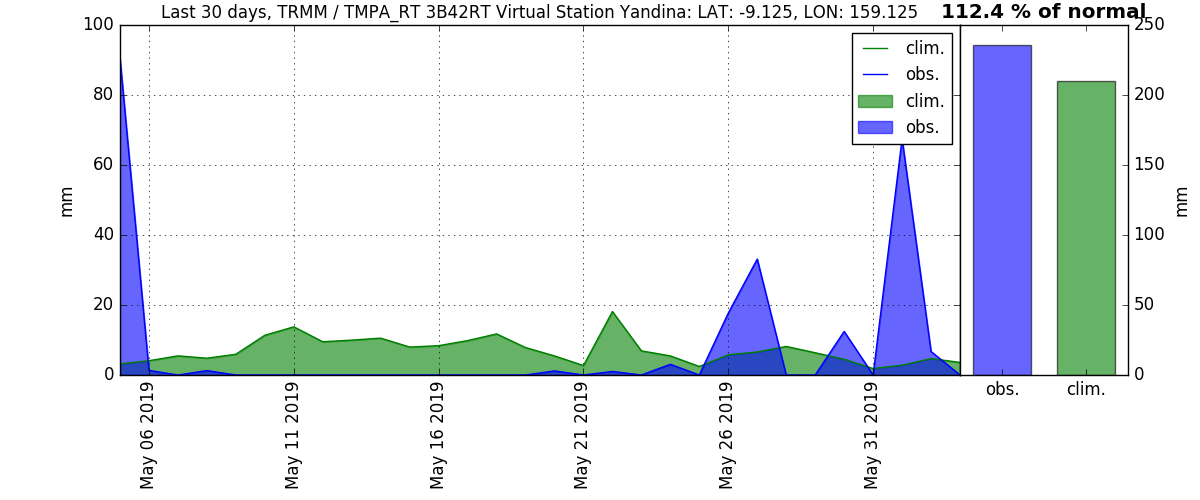 Last 30 days, TRMM / TMPA_RT 3B42RT Virtual Station Yandina: LAT: -9.125, LON: 159.125
112.4 % of normal
100
80
60
40
20
0
mm
clim.
obs.
clim.
obs.
250
200
150
100
50
0
mm
May 06 2019
May 11 2019
May 16 2019
May 21 2019
May 26 2019
May 31 2019
obs.
clim.